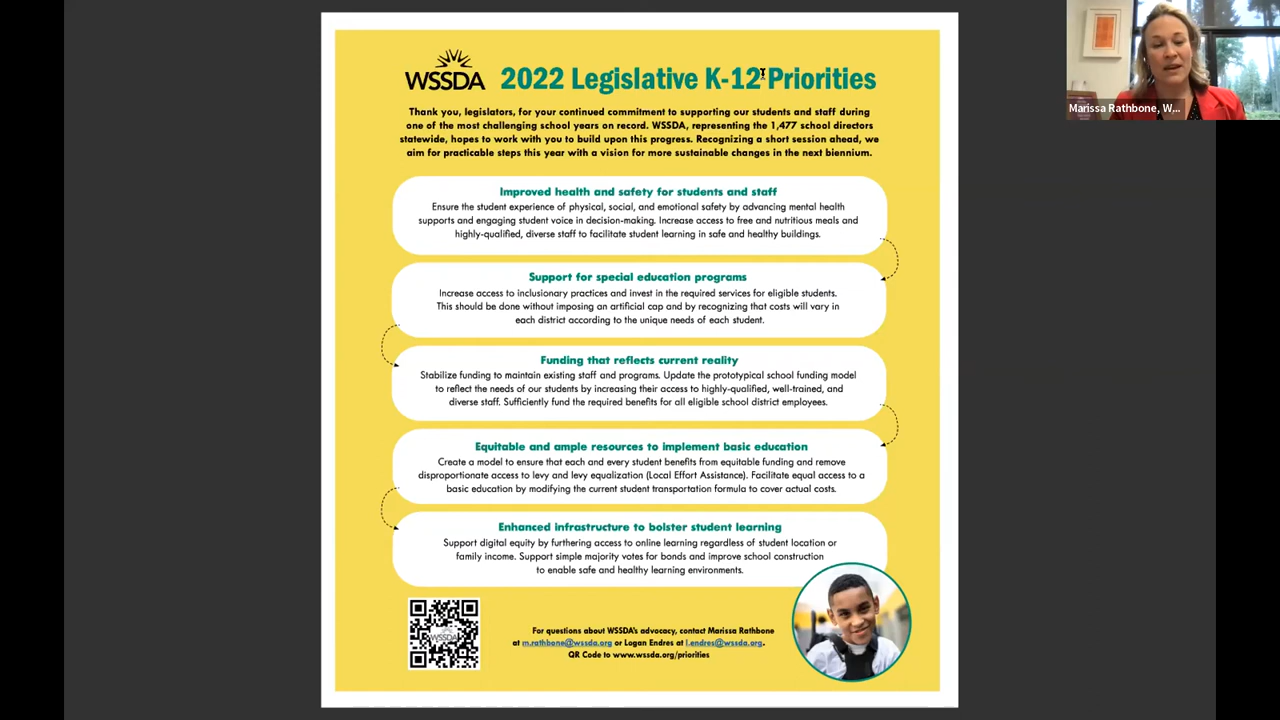 WSSDA 2022 Legislative K-12 Priorities
Thank you, legislators, for your continued commitment to supporting our students and staff during
one of the most challenging school years on record. WSSDA, representing the 1,477 school directors
statewide, hopes to work with you to build upon this progress. Recognizing a short session ahead, we
aim for practicable steps this year with a vision for more sustainable changes in the next biennium.
Improved health and safety for students and staff
Ensure the student experience of physical, social, and emotional safety by advancing mental health
supports and engaging student voice in decision-making. Increase access to free and nutritious meals and
highly-qualified, diverse staff to facilitate student learning in safe and healthy buildings.
Support for special education programs
Increase access to inclusionary practices and invest in the required services for eligible students.
This should be done without imposing an artificial cap and by recognizing that costs will vary in
each district according to the unique needs of each student.
Funding that reflects current reality
Stabilize funding to maintain existing staff and programs. Update the prototypical school funding model
to reflect the needs of our students by increasing their access to highly-qualified, well-trained, and
diverse staff. Sufficiently fund the required benefits for all eligible school district employees.
Equitable and ample resources to implement basic education
Create a model to ensure that each and every student benefits from equitable funding and remove
disproportionate access to levy and levy equalization (Local Effort Assistance). Facilitate equal access to a
basic education by modifying the current student transportation formula to cover actual costs.
Enhanced infrastructure to bolster student learning
Support digital equity by furthering access to online learning regardless of student location or
family income. Support simple majority votes for bonds and improve school construction
to enable safe and healthy learning environments.
WSSDA
For questions about WSSDA's advocacy, contact Marissa Rathbone
at m.rathbone@wssda.org or Logan Endres at l.endres@wssda.org.
QR Code to www.wssda.org/priorities
Marissa Rathbone, W...